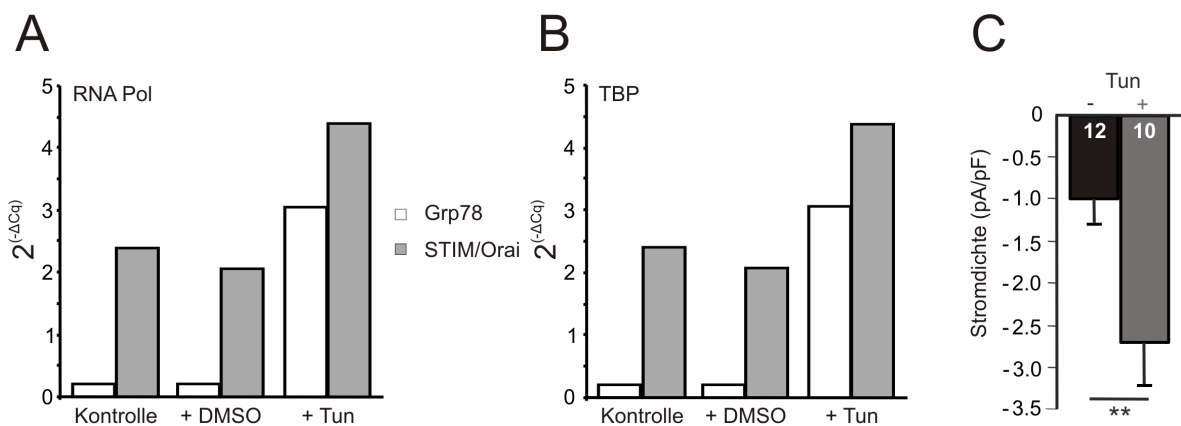 A
RNA Pol
5
4
3
2
1
0
2(-ΔCq)
Kontrolle + DMSO + Tun
Grp78
STIM/Orai
B
TBP
5
4
3
2
1
0
2(-ΔCq)
Kontrolle + DMSO + Tun
C
Tun
- +
12 10
0
-0.5
-1.0
-1.5
-2.0
-2.5
-3.0
-3.5
Stromdichte (pA/pF)
**